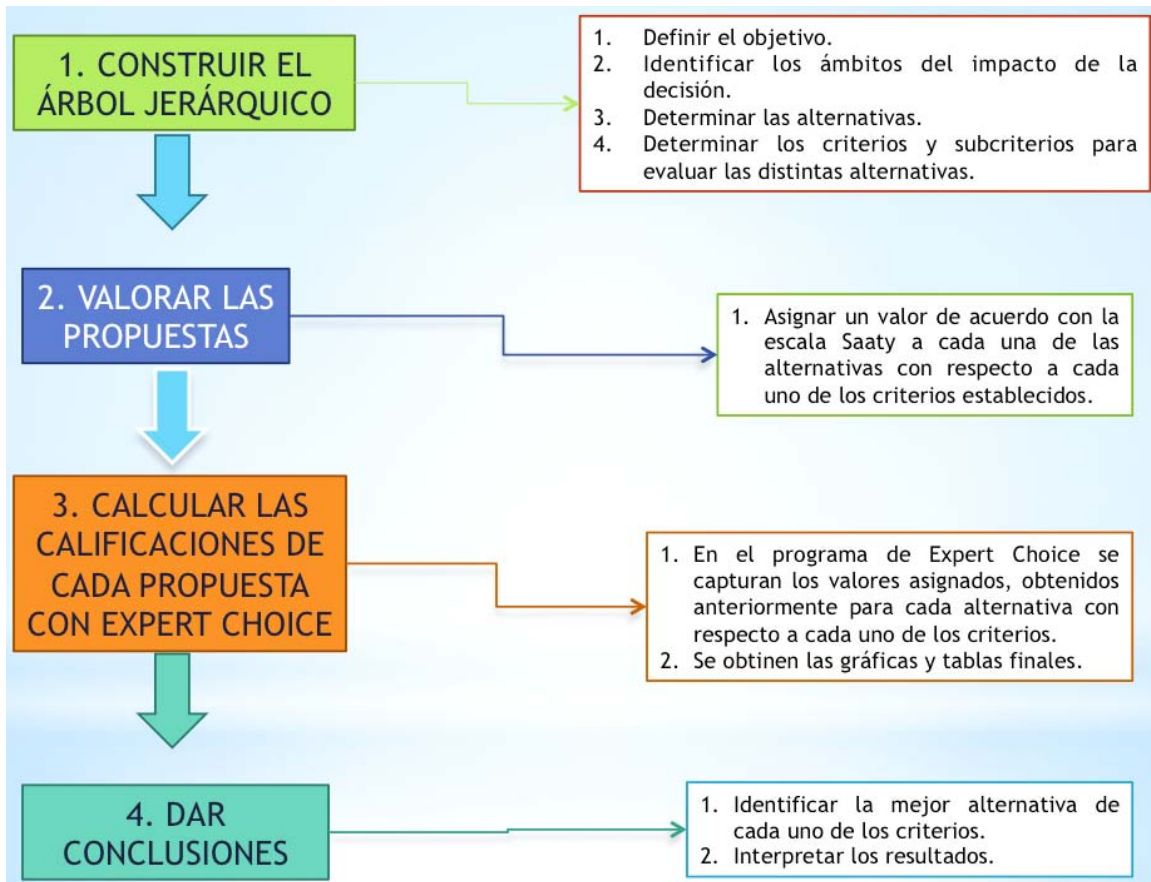 1. CONSTRUIR EL
ÁRBOL JERÁRQUICO
1. Definir el objetivo.
2. Identificar los ámbitos del impacto de la
decisión.
3. Determinar las alternativas.
4. Determinar los criterios y subcriterios para
evaluar las distintas alternativas.
2. VALORAR LAS
PROPUESTAS
1. Asignar un valor de acuerdo con la
escala Saaty a cada una de las
alternativas con respecto a cada
uno de los criterios establecidos.
3. CALCULAR LAS
CALIFICACIONES DE
CADA PROPUESTA
CON EXPERT CHOICE
1. En el programa de Expert Choice se
capturan los valores asignados, obtenidos
anteriormente para cada alternativa con
respecto a cada uno de los criterios.
2. Se obtinen las gráficas y tablas finales.
4. DAR
CONCLUSIONES
1. Identificar la mejor alternativa de
cada uno de los criterios.
2. Interpretar los resultados.